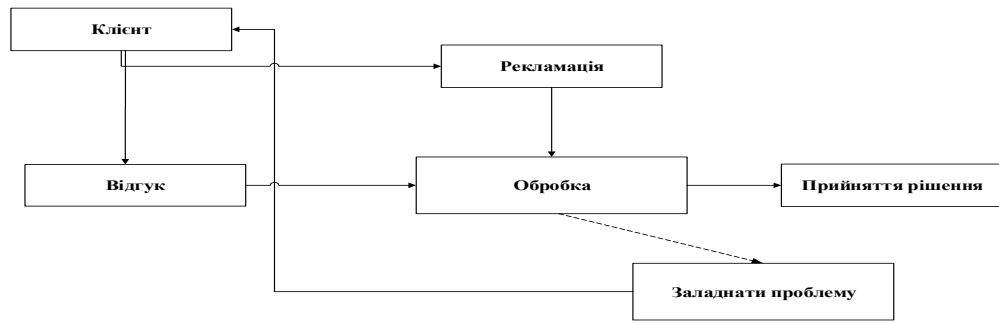 Клієнт
Рекламація
Відгук
Обробка
Прийняття рішення
Заладнати проблему